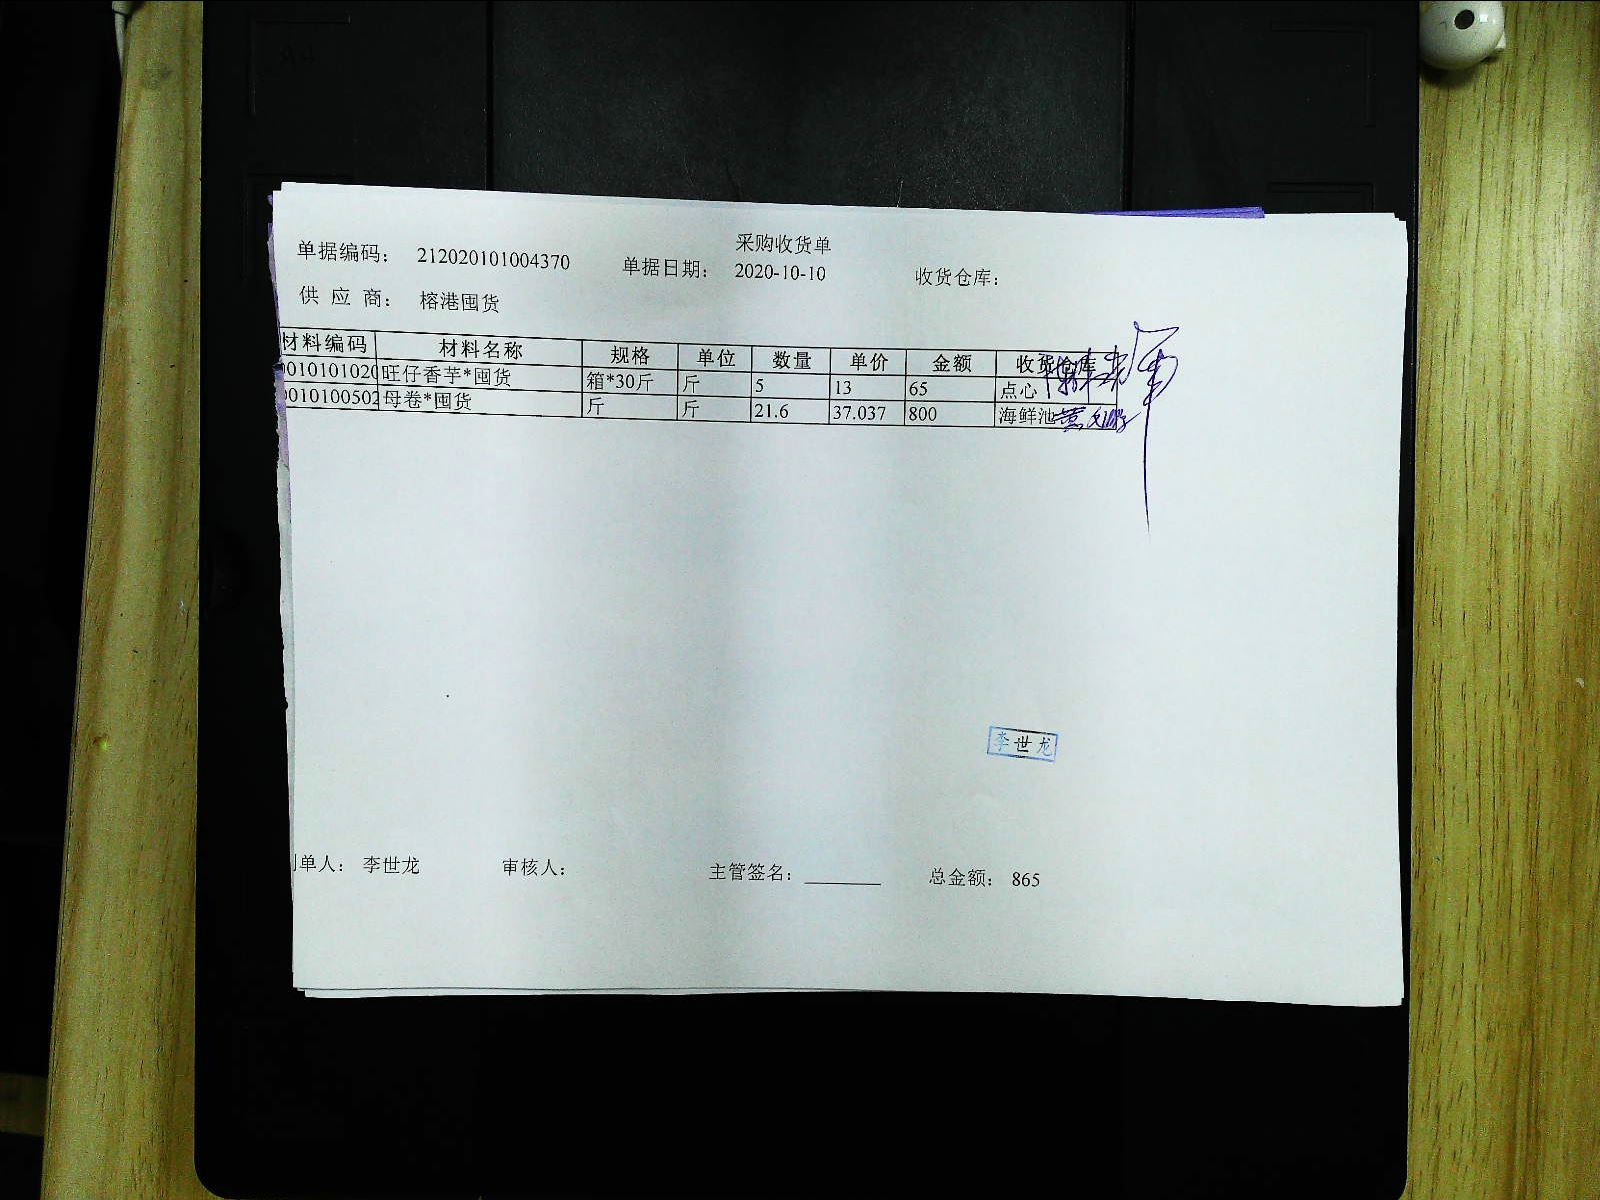 采购收货单
单据编码： 212020101004370 单据日期： 2020-10-10 收货仓库：
供 应 商： 榕港囤货
材料编码 材料名称 规格 单位 数量 单价 金额 收货仓库
0010101020 旺仔香芋*囤货 箱*30斤 斤 5 13 65 点心
0010100502 母卷*囤货 斤 斤 21.6 37.037 800 海鲜池
李世龙
制单人： 李世龙 审核人： 主管签名： 总金额： 865